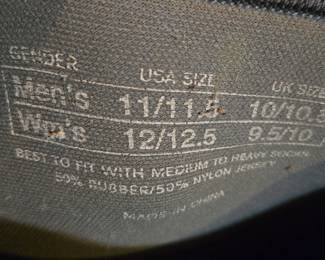 GENDER USA SIZE UK SIZE
Men's 11/11.5 10/10.5
Wm's 12/12.5 9.5/10
BEST TO FIT WITH MEDIUM TO HEAVY SOCKS
50% RUBBER/50% NYLON JERSEY
MADE IN CHINA